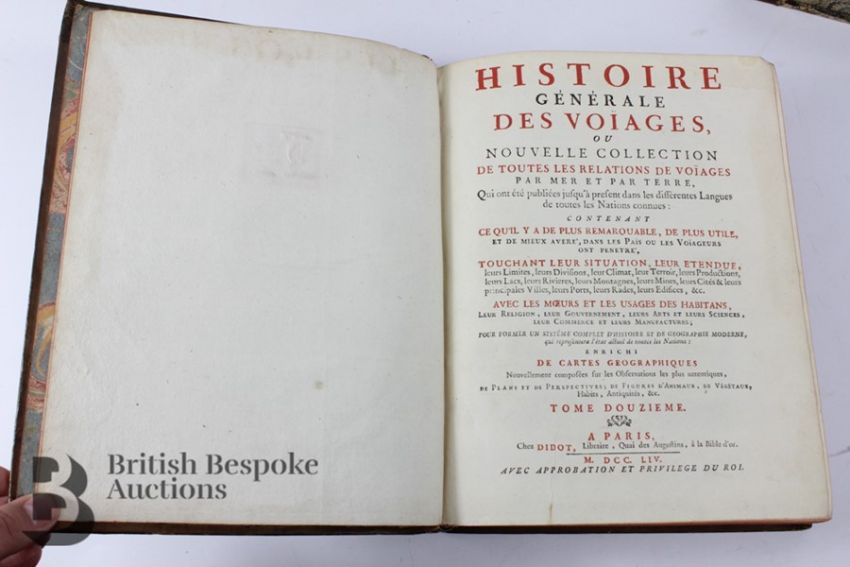 HISTOIRE
GÉNÉRALE
DES VOÏAGES,
OU
NOUVELLE COLLECTION
DE TOUTES LES RELATIONS DE VOÏAGES
PAR MER ET PAR TERRE,
Qui ont été publiées jusqu'à present dans les différentes Langues
de toutes les Nations connues:
CONTENANT
CE QU'IL Y A DE PLUS REMARQUABLE, DE PLUS UTILE,
ET DE MIEUX AVERÉ, DANS LES PAÏS OU LES VOÏAGEURS
ONT PENETRÉ,
TOUCHANT LEUR SITUATION, LEUR ETENDUE,
leurs Limites, leurs Divisions, leur Climat, leur Terroir, leurs Productions,
leurs Lacs, leurs Rivieres, leurs Montagnes, leurs Mines, leurs Cités & leurs
principales Villes, leurs Ports, leurs Rades, leurs Edifices, &c.
AVEC LES MŒURS ET LES USAGES DES HABITANS,
LEUR RELIGION, LEUR GOUVERNEMENT, LEURS ARTS ET LEURS SCIENCES,
LEUR COMMERCE ET LEURS MANUFACTURES;
POUR FORMER UN SISTÊME COMPLET D'HISTOIRE ET DE GEOGRAPHIE MODERNE,
qui représentera l'état actuel de toutes les Nations:
ENRICHI
DE CARTES GEOGRAPHIQUES
Nouvellement composées sur les Observations les plus autentiques,
DE PLANS ET DE PERSPECTIVES; DE FIGURES D'ANIMAUX, DE VÉGÉTAUX,
Habits, Antiquités, &c.
TOME DOUZIEME.
A PARIS,
Chez DIDOT, Libraire, Quai des Augustins, à la Bible d'or.
M. DCC. LIV.
AVEC APPROBATION ET PRIVILEGE DU ROI.
British Bespoke
Auctions